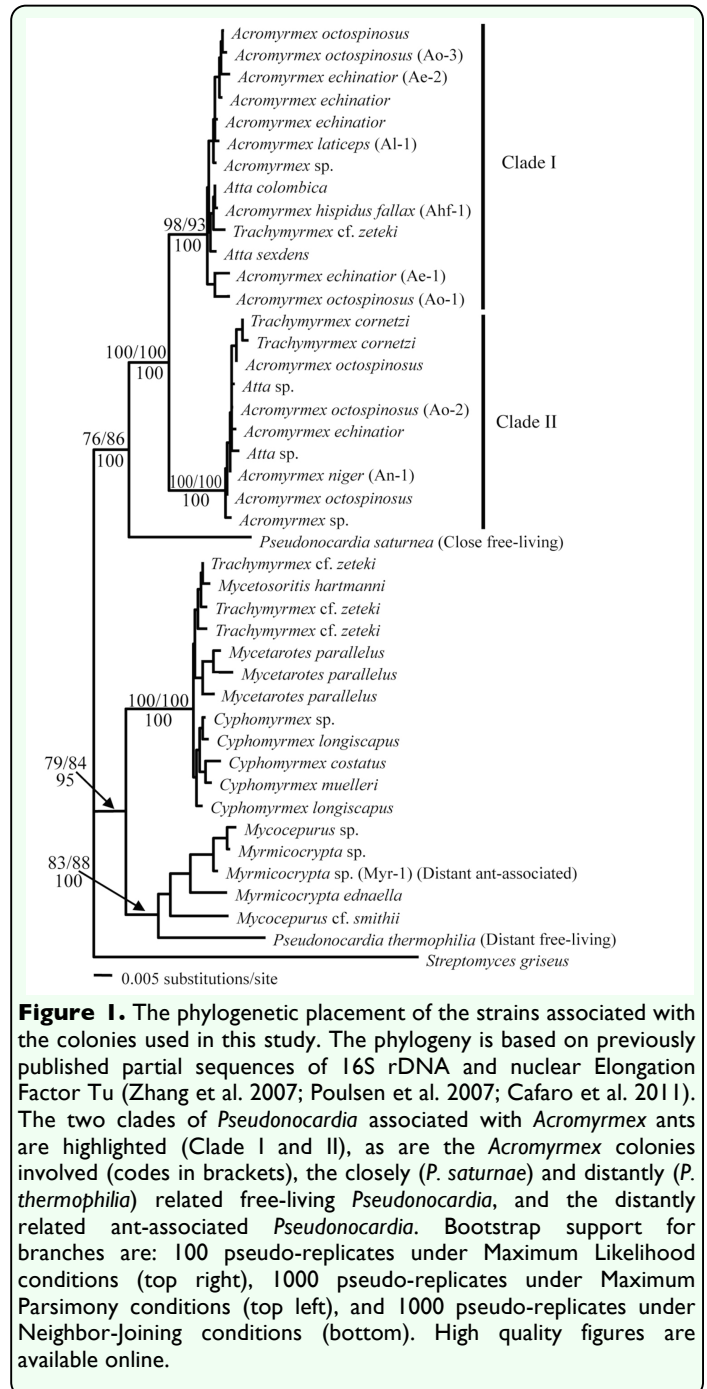 Acromyrmex octospinosus
Acromyrmex octospinosus (Ao-3)
Acromyrmex echinatior (Ae-2)
Acromyrmex echinatior
Acromyrmex echinatior
Acromyrmex laticeps (Al-1)
Acromyrmex sp.
Clade I
Atta colombica
Acromyrmex hispidus fallax (Ahf-1)
98/93
100
Trachymyrmex cf. zeteki
Atta sexdens
Acromyrmex echinatior (Ae-1)
Acromyrmex octospinosus (Ao-1)
Trachymyrmex cornetzi
Trachymyrmex cornetzi
100/100
100
Acromyrmex octospinosus
Atta sp.
Acromyrmex octospinosus (Ao-2)
Clade II
Acromyrmex echinatior
76/86
100
Atta sp.
Acromyrmex niger (An-1)
100/100
100
Acromyrmex octospinosus
Acromyrmex sp.
Pseudonocardia saturnea (Close free-living)
Trachymyrmex cf. zeteki
Mycetosoritis hartmanni
Trachymyrmex cf. zeteki
Trachymyrmex cf. zeteki
Mycetarotes parallelus
Mycetarotes parallelus
Mycetarotes parallelus
100/100
100
Cyphomyrmex sp.
Cyphomyrmex longiscapus
Cyphomyrmex costatus
79/84
95
Cyphomyrmex muelleri
Cyphomyrmex longiscapus
Mycocepurus sp.
Myrmicocrypta sp.
83/88
100
Myrmicocrypta sp. (Myr-1) (Distant ant-associated)
Myrmicocrypta ednaella
Mycocepurus cf. smithii
Pseudonocardia thermophilia (Distant free-living)
Streptomyces griseus
0.005 substitutions/site
Figure 1. The phylogenetic placement of the strains associated with
the colonies used in this study. The phylogeny is based on previously
published partial sequences of 16S rDNA and nuclear Elongation
Factor Tu (Zhang et al. 2007; Poulsen et al. 2007; Cafaro et al. 2011).
The two clades of Pseudonocardia associated with Acromyrmex ants
are highlighted (Clade I and II), as are the Acromyrmex colonies
involved (codes in brackets), the closely (P. saturnae) and distantly (P.
thermophilia) related free-living Pseudonocardia, and the distantly
related ant-associated Pseudonocardia. Bootstrap support for
branches are: 100 pseudo-replicates under Maximum Likelihood
conditions (top right), 1000 pseudo-replicates under Maximum
Parsimony conditions (top left), and 1000 pseudo-replicates under
Neighbor-Joining conditions (bottom). High quality figures are
available online.